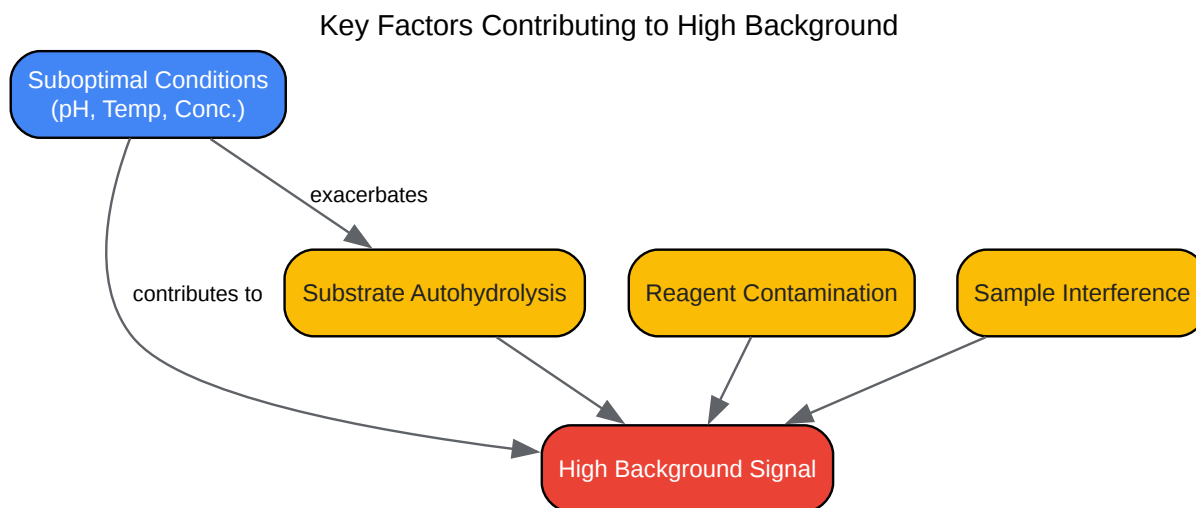 Key Factors Contributing to High Background
Suboptimal Conditions
(pH, Temp, Conc.)
exacerbates
contributes to
Substrate Autohydrolysis
Reagent Contamination
Sample Interference
High Background Signal